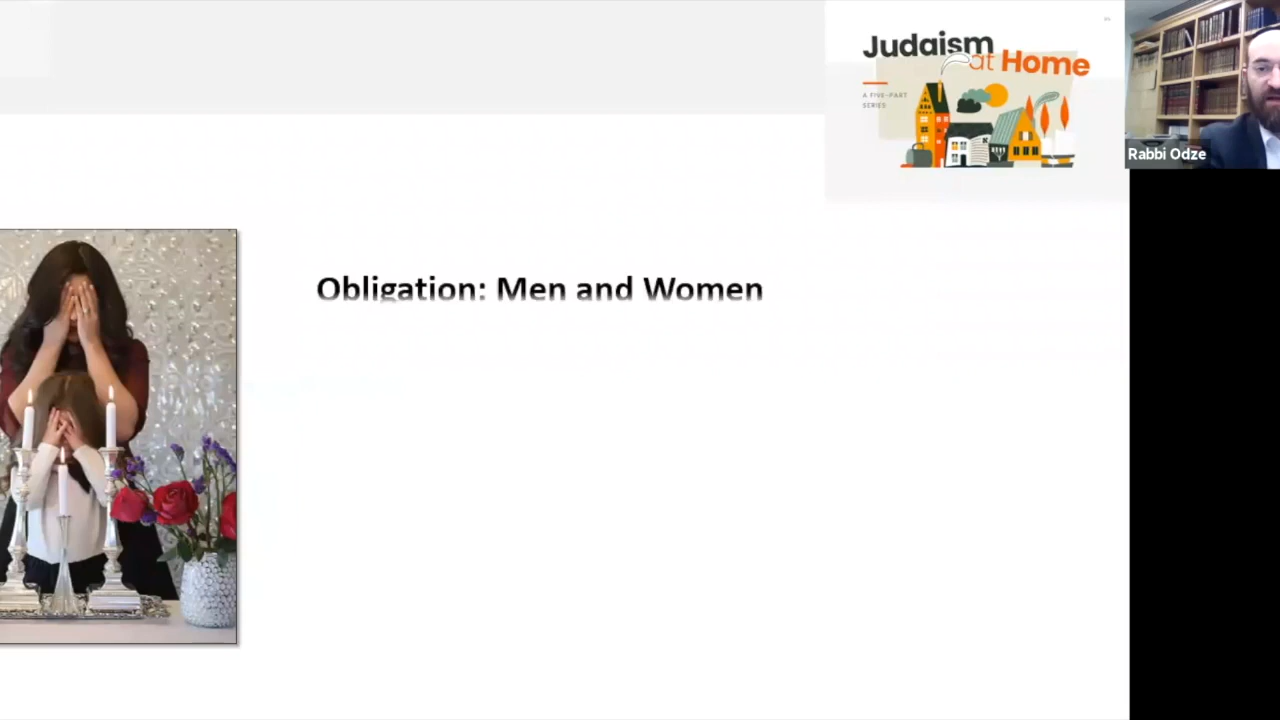 Judaism
at Home
A FIVE-PART
SERIES
Rabbi Odze
Obligation: Men and Women